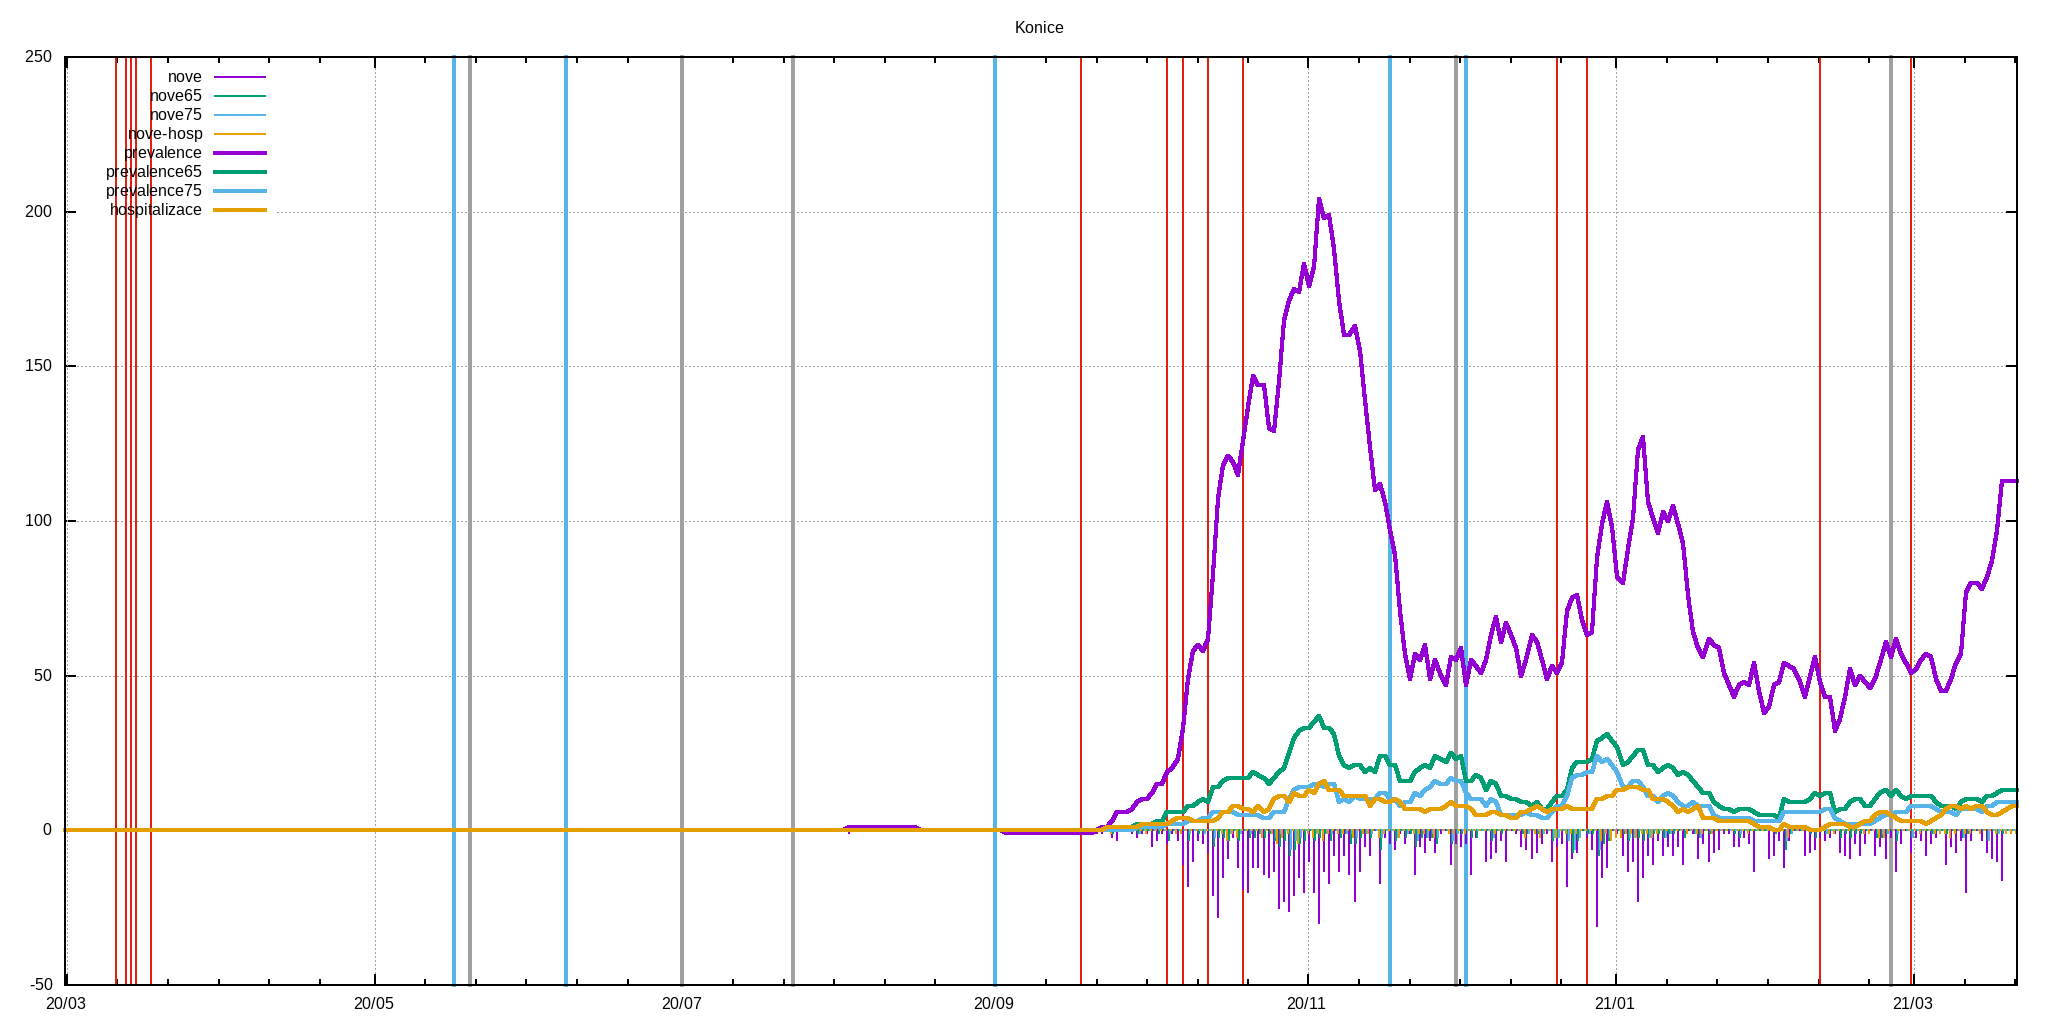 Konice
250
200
150
100
50
0
-50
nove
nove65
nove75
nove-hosp
prevalence
prevalence65
prevalence75
hospitalizace
20/03 20/05 20/07 20/09 20/11 21/01 21/03